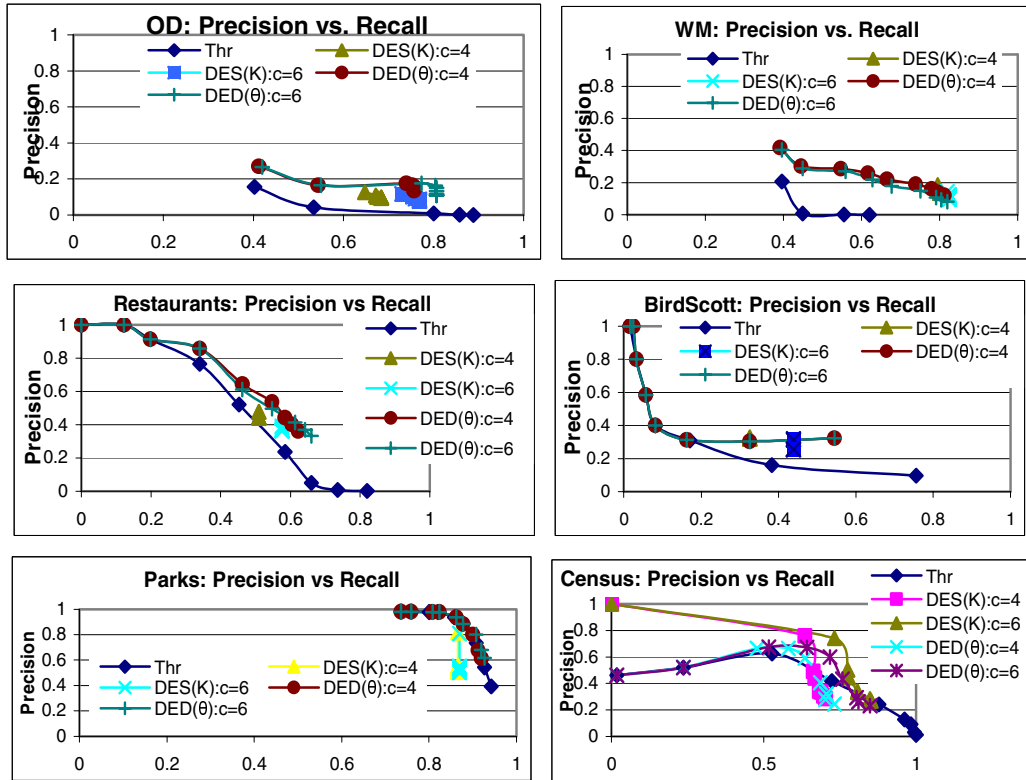 OD: Precision vs. Recall
Thr
DES(K):c=4
DES(K):c=6
DED(θ):c=4
DED(θ):c=6
Precision
1
0.8
0.6
0.4
0.2
0
0 0.2 0.4 0.6 0.8 1
WM: Precision vs. Recall
Thr
DES(K):c=4
DES(K):c=6
DED(θ):c=4
DED(θ):c=6
Precision
1
0.8
0.6
0.4
0.2
0
0 0.2 0.4 0.6 0.8 1
Restaurants: Precision vs Recall
Thr
DES(K):c=4
DES(K):c=6
DED(θ):c=4
DED(θ):c=6
Precision
1
0.8
0.6
0.4
0.2
0
0 0.2 0.4 0.6 0.8 1
BirdScott: Precision vs Recall
Thr
DES(K):c=4
DES(K):c=6
DED(θ):c=4
DED(θ):c=6
Precision
1
0.8
0.6
0.4
0.2
0
0 0.2 0.4 0.6 0.8 1
Parks: Precision vs Recall
Thr
DES(K):c=4
DES(K):c=6
DED(θ):c=4
DED(θ):c=6
Precision
1
0.8
0.6
0.4
0.2
0
0 0.2 0.4 0.6 0.8 1
Census: Precision vs Recall
Thr
DES(K):c=4
DES(K):c=6
DED(θ):c=4
DED(θ):c=6
Precision
1
0.8
0.6
0.4
0.2
0
0 0.5 1